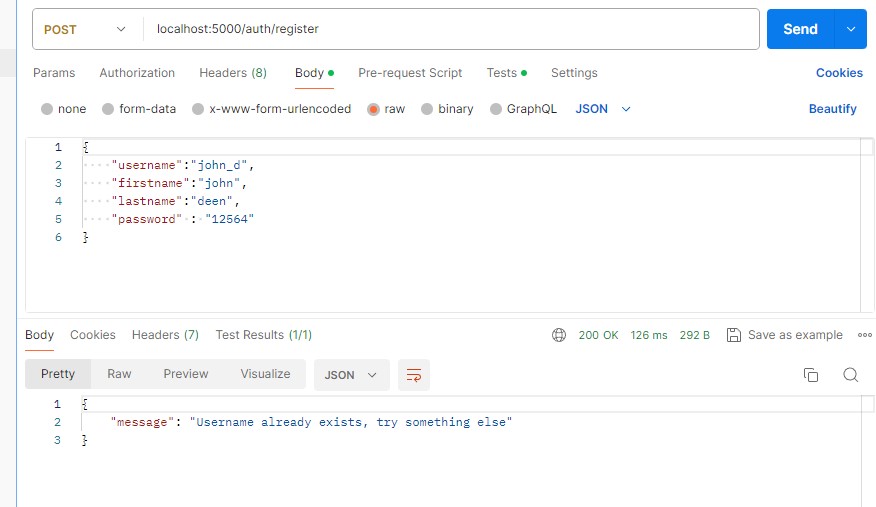 POST localhost:5000/auth/register Send
Params Authorization Headers (8) Body Pre-request Script Tests Settings Cookies
none form-data x-www-form-urlencoded raw binary GraphQL JSON Beautify
1 {
2 "username":"john_d",
3 "firstname":"john",
4 "lastname":"deen",
5 "password" : "12564"
6 }
Body Cookies Headers (7) Test Results (1/1) 200 OK 126 ms 292 B Save as example
Pretty Raw Preview Visualize JSON
1 {
2 "message": "Username already exists, try something else"
3 }